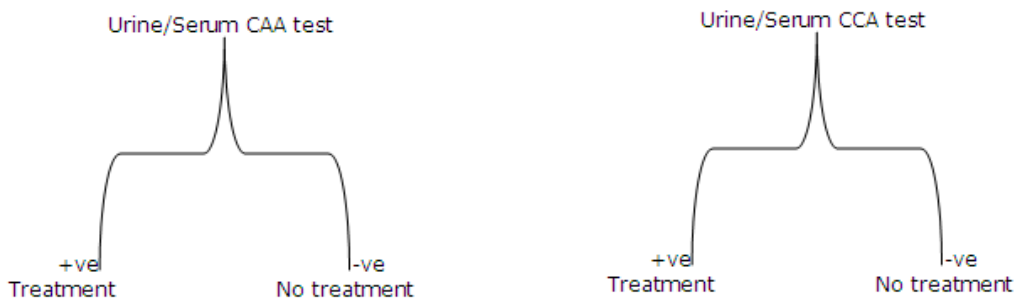 Urine/Serum CAA test
+ve
Treatment
-ve
No treatment
Urine/Serum CCA test
+ve
Treatment
-ve
No treatment